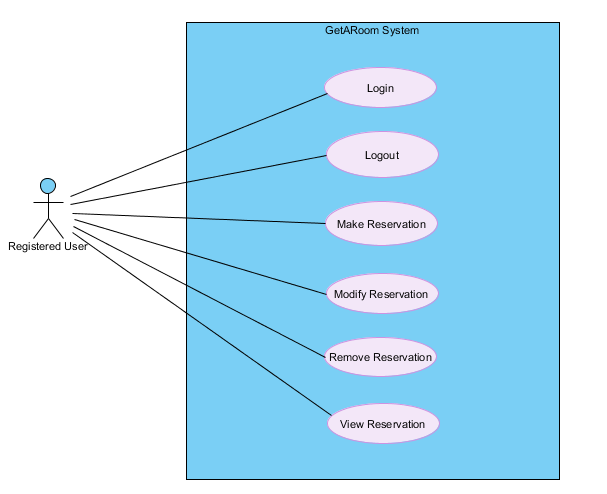 GetARoom System
Login
Logout
Make Reservation
Registered User
Modify Reservation
Remove Reservation
View Reservation